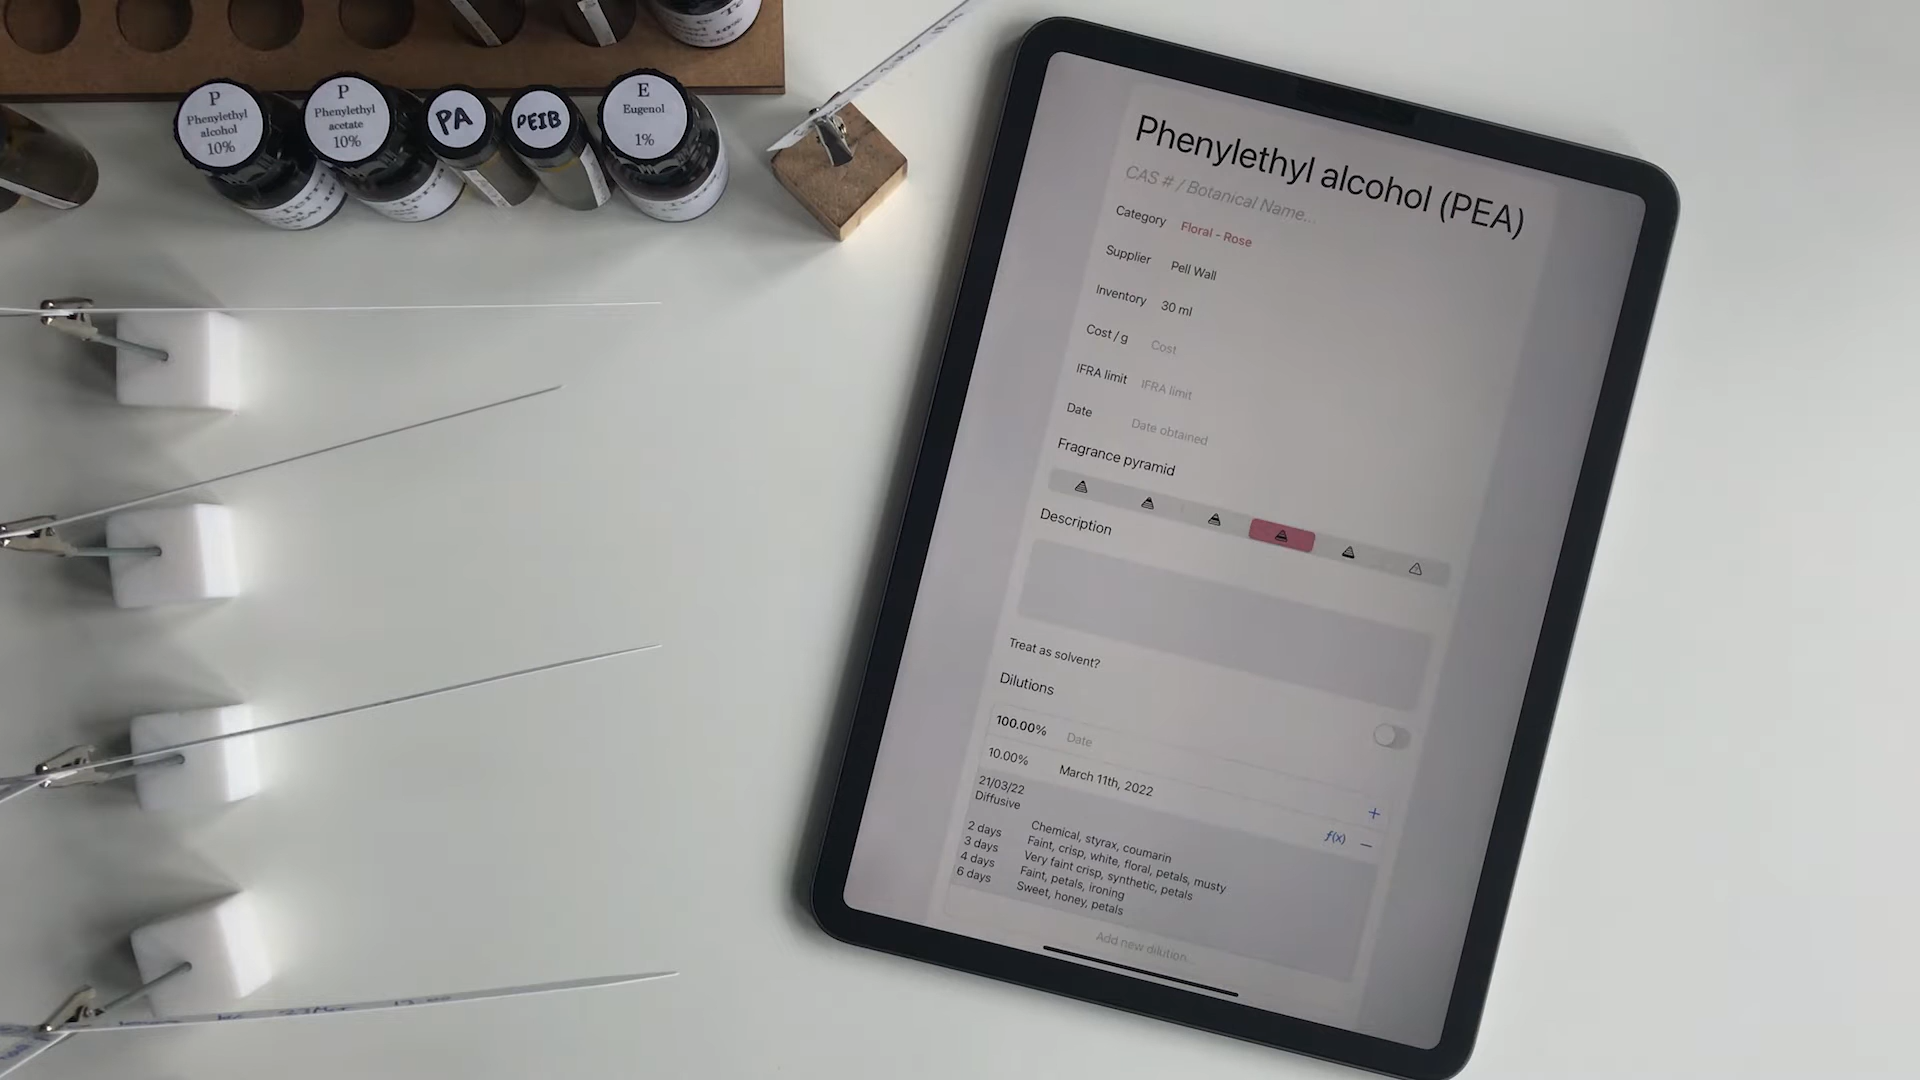 P
Phenylethyl
alcohol
10%
P
Phenylethyl
acetate
10%
PA
PEIB
E
Eugenol
1%
Phenylethyl alcohol (PEA)
CAS # / Botanical Name...
Category Floral - Rose
Supplier Pell Wall
Inventory 30 ml
Cost / g Cost
IFRA limit IFRA limit
Date Date obtained
Fragrance pyramid
Description
Treat as solvent?
Dilutions
100.00% Date
10.00% March 11th, 2022
21/03/22
Diffusive
f(x)
2 days Chemical, styrax, coumarin
3 days Faint, crisp, white, floral, petals, musty
4 days Very faint crisp, synthetic, petals
6 days Faint, petals, ironing
Sweet, honey, petals
Add new dilution...